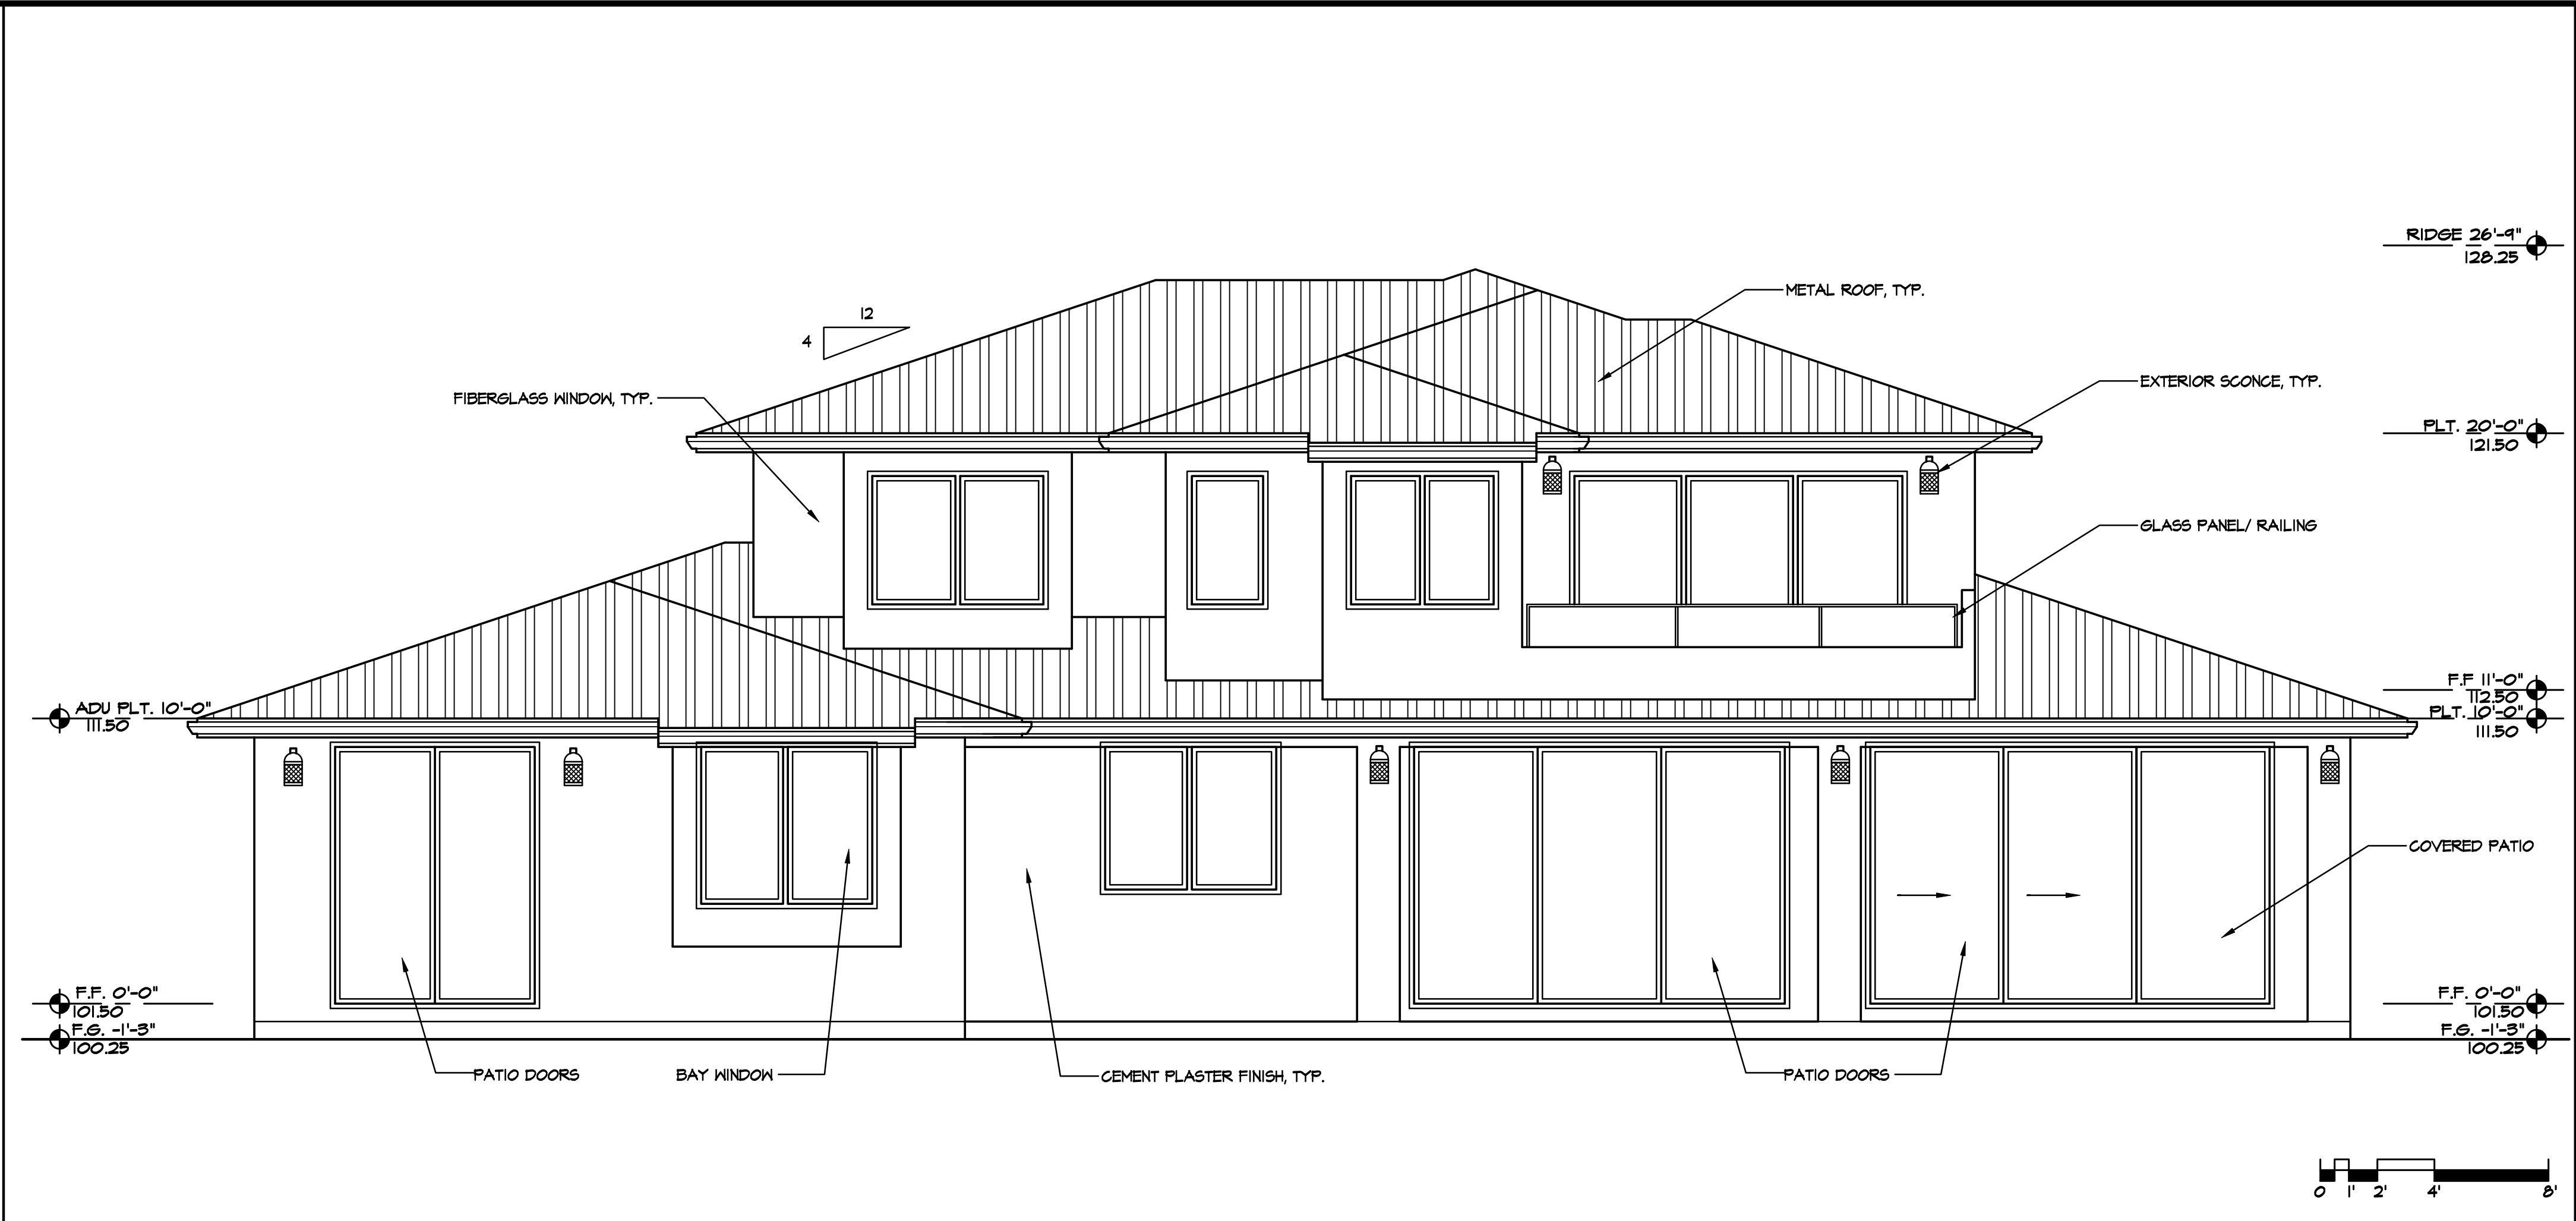 RIDGE 26'-9"
128.25
METAL ROOF, TYP.
12
4
EXTERIOR SCONCE, TYP.
FIBERGLASS WINDOW, TYP.
PLT. 20'-0"
121.50
GLASS PANEL/ RAILING
F.F 11'-0"
112.50
ADU PLT. 10'-0"
111.50
PLT. 10'-0"
111.50
COVERED PATIO
F.F. 0'-0"
101.50
F.G. -1'-3"
100.25
F.F. 0'-0"
101.50
F.G. -1'-3"
100.25
PATIO DOORS
BAY WINDOW
CEMENT PLASTER FINISH, TYP.
PATIO DOORS
0 1' 2' 4' 8'